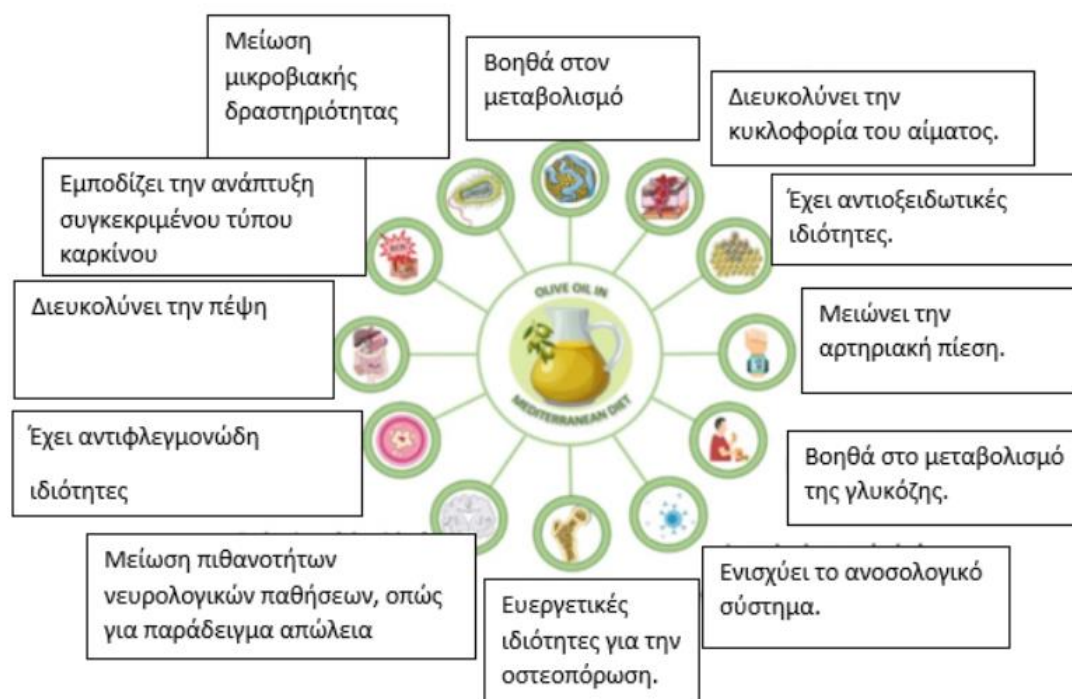 Μείωση
μικροβιακής
δραστηριότητας
Βοηθά στον
μεταβολισμό
Διευκολύνει την
κυκλοφορία του αίματος.
Εμποδίζει την ανάπτυξη
συγκεκριμένου τύπου
καρκίνου
Έχει αντιοξειδωτικές
ιδιότητες.
Διευκολύνει την πέψη
OLIVE OIL IN
MEDITERRANEAN DIET
Μειώνει την
αρτηριακή πίεση.
Έχει αντιφλεγμονώδη
ιδιότητες
Βοηθά στο μεταβολισμό
της γλυκόζης.
Μείωση πιθανοτήτων
νευρολογικών παθήσεων, οπώς
για παράδειγμα απώλεια
Ευεργετικές
ιδιότητες για την
οστεοπόρωση.
Ενισχύει το ανοσολογικό
σύστημα.